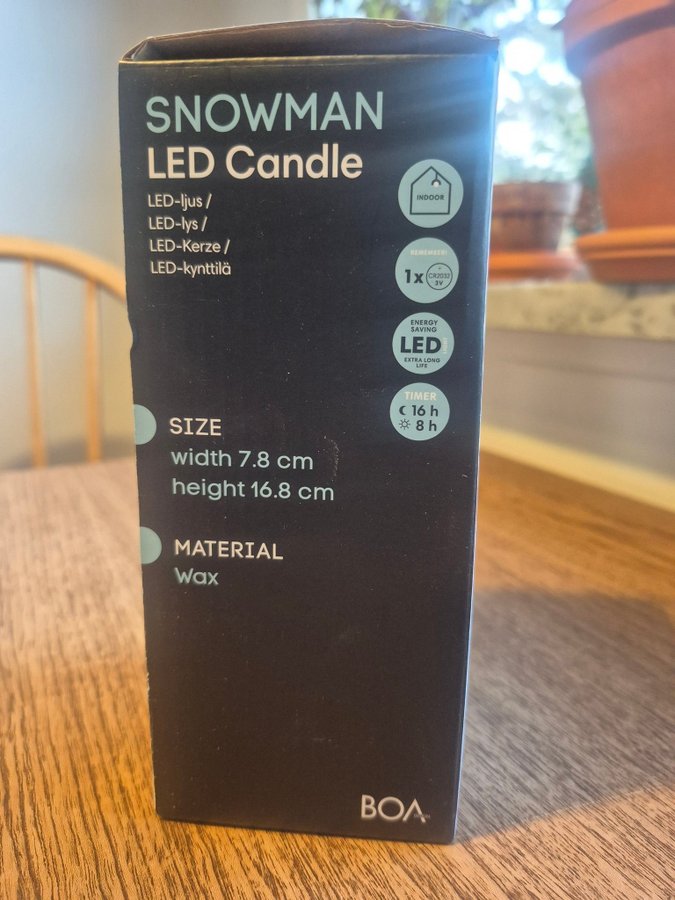 SNOWMAN
LED Candle
LED-ljus /
LED-lys /
LED-Kerze /
LED-kynttilä
INDOOR
REMEMBER!
1x
CR2032
3V
ENERGY
SAVING
LED
EXTRA LONG
LIFE
TIMER
16 h
8 h
SIZE
width 7.8 cm
height 16.8 cm
MATERIAL
Wax
BOA